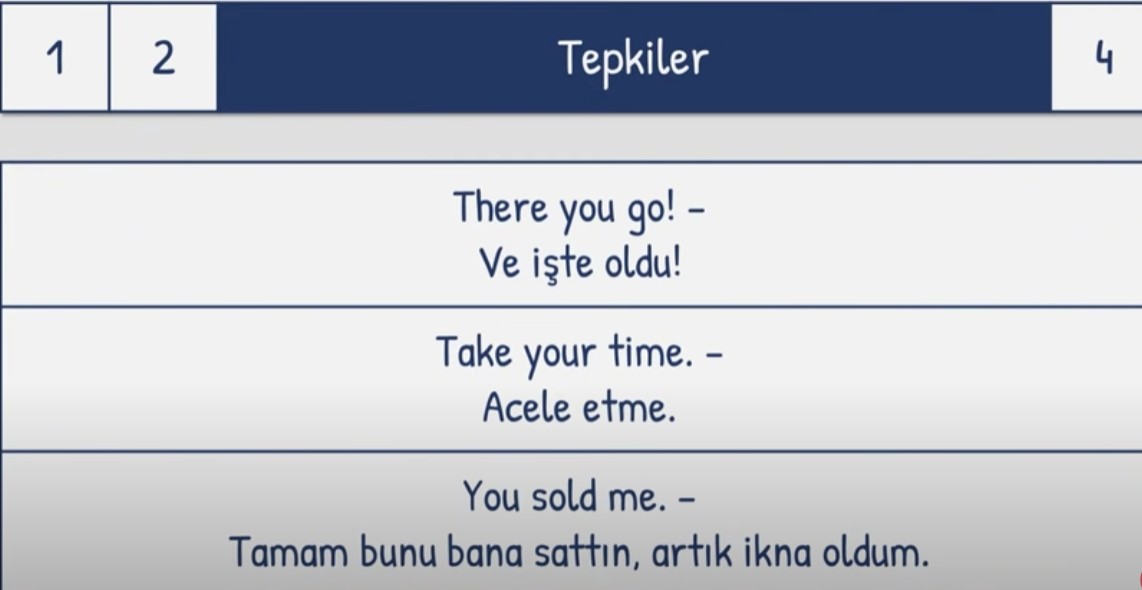 1 2 Tepkiler 4
There you go! –
Ve işte oldu!
Take your time. –
Acele etme.
You sold me. –
Tamam bunu bana sattın, artık ikna oldum.